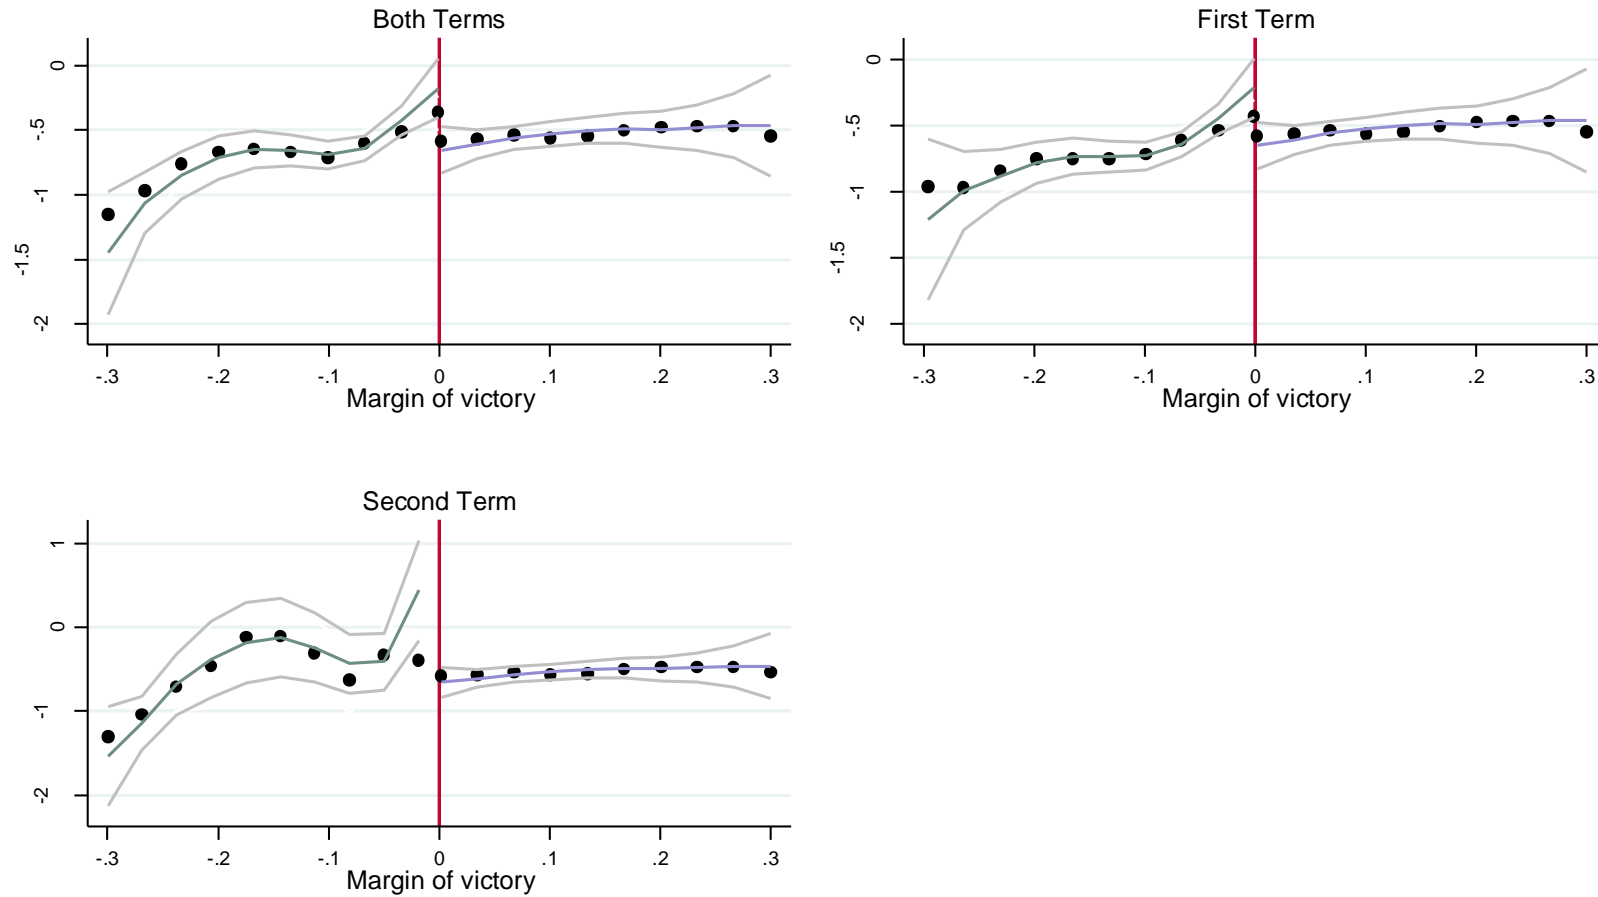 Both Terms
0
-.5
-1
-1.5
-2
-.3 -.2 -.1 0 .1 .2 .3
Margin of victory
First Term
0
-.5
-1
-1.5
-2
-.3 -.2 -.1 0 .1 .2 .3
Margin of victory
Second Term
1
0
-1
-2
-.3 -.2 -.1 0 .1 .2 .3
Margin of victory